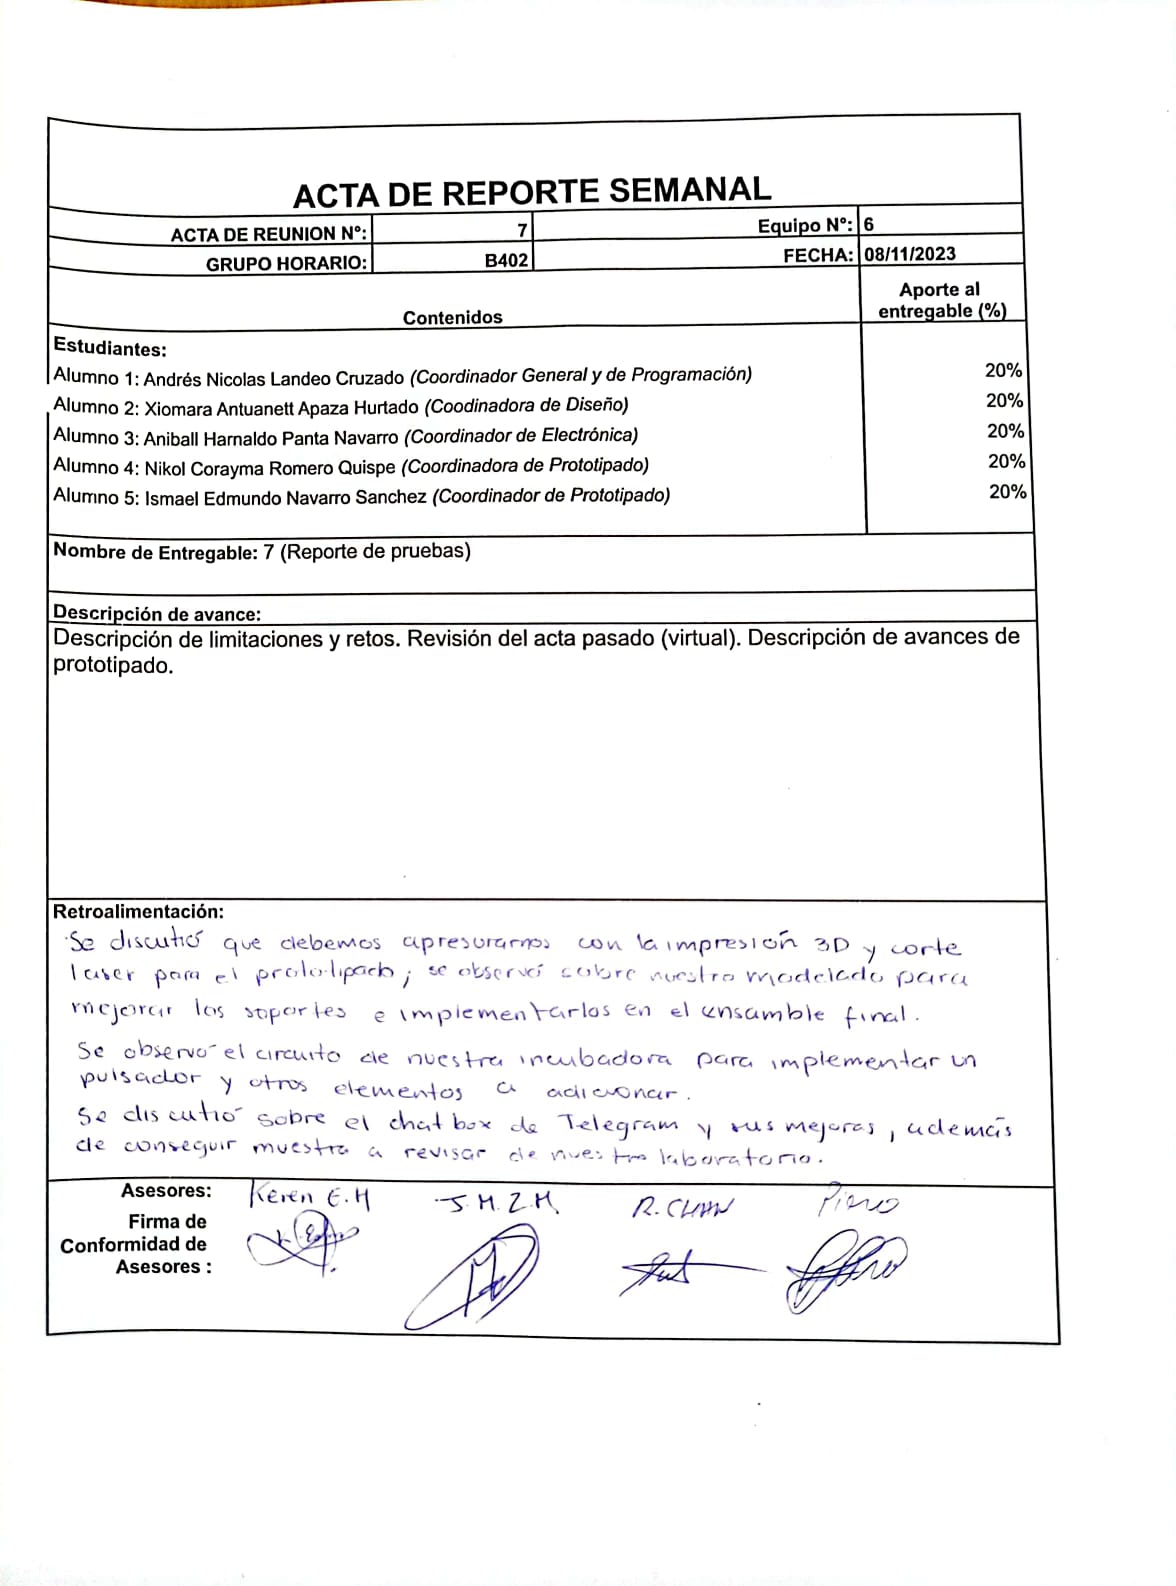 ACTA DE REPORTE SEMANAL
ACTA DE REUNION Nº: 7 Equipo Nº: 6
GRUPO HORARIO: B402 FECHA: 08/11/2023
Contenidos Aporte al entregable (%)
Estudiantes:
Alumno 1: Andrés Nicolas Landeo Cruzado (Coordinador General y de Programación) 20%
Alumno 2: Xiomara Antuanett Apaza Hurtado (Coodinadora de Diseño) 20%
Alumno 3: Aniball Harnaldo Panta Navarro (Coordinador de Electrónica) 20%
Alumno 4: Nikol Corayma Romero Quispe (Coordinadora de Prototipado) 20%
Alumno 5: Ismael Edmundo Navarro Sanchez (Coordinador de Prototipado) 20%
Nombre de Entregable: 7 (Reporte de pruebas)
Descripción de avance:
Descripción de limitaciones y retos. Revisión del acta pasado (virtual). Descripción de avances de
prototipado.
Retroalimentación:
·Se discutió que debemos apresurarnos con la impresión 3D y corte
laser para el prototipado, se observó sobre nuestro modelado para
mejorar los soportes e implementarlos en el ensamble final.
Se observó el circuito de nuestra incubadora para implementar un
pulsador y otros elementos a adicionar.
Se discutió sobre el chatbox de Telegram y sus mejoras, además
de conseguir muestra a revisar de nuestro laboratorio.
Asesores: Keren E.H J.M.Z.M. R. CHAN Piero
Firma de
Conformidad de
Asesores :